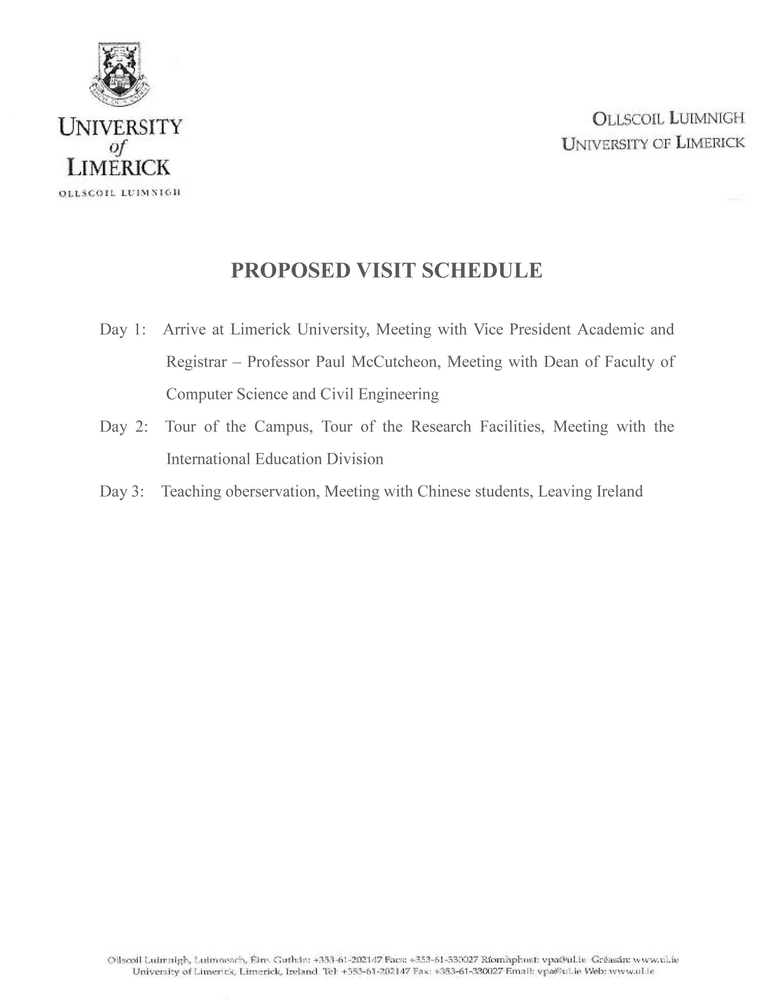 UNIVERSITY
of
LIMERICK
OLLSCOIL LUIMNIGH
OLLSCOIL LUIMNIGH
UNIVERSITY OF LIMERICK
PROPOSED VISIT SCHEDULE
Day 1: Arrive at Limerick University, Meeting with Vice President Academic and
Registrar – Professor Paul McCutcheon, Meeting with Dean of Faculty of
Computer Science and Civil Engineering
Day 2: Tour of the Campus, Tour of the Research Facilities, Meeting with the
International Education Division
Day 3: Teaching oberservation, Meeting with Chinese students, Leaving Ireland
Ollscoil Luimnigh, Luimneach, Éire. Guthán: +353-61-202147 Facs: +353-61-330027 Ríomhphost: vpa@ul.ie Gréasán: www.ul.ie
University of Limerick, Limerick, Ireland Tel: +353-61-202147 Fax: +353-61-330027 Email: vpa@ul.ie Web: www.ul.ie